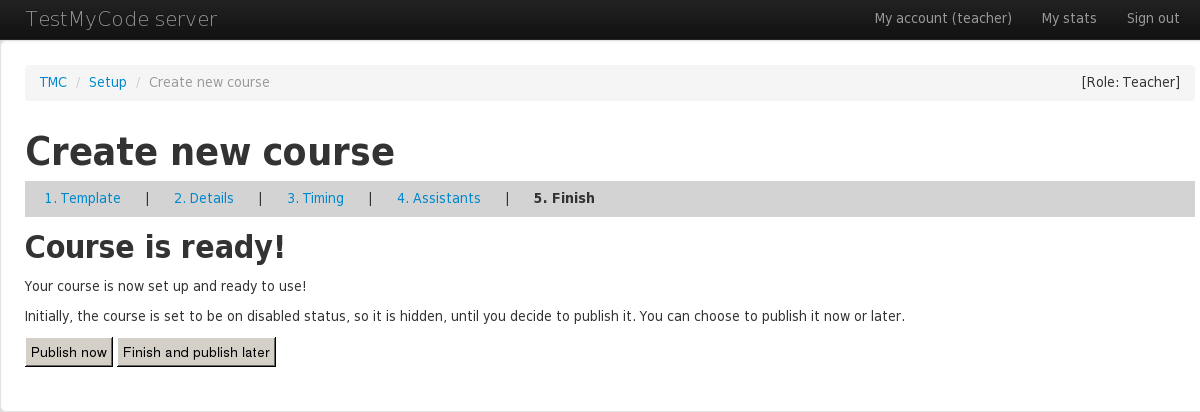 TestMyCode server My account (teacher) My stats Sign out
TMC / Setup / Create new course [Role: Teacher]
Create new course
1. Template | 2. Details | 3. Timing | 4. Assistants | 5. Finish
Course is ready!
Your course is now set up and ready to use!
Initially, the course is set to be on disabled status, so it is hidden, until you decide to publish it. You can choose to publish it now or later.
Publish now Finish and publish later